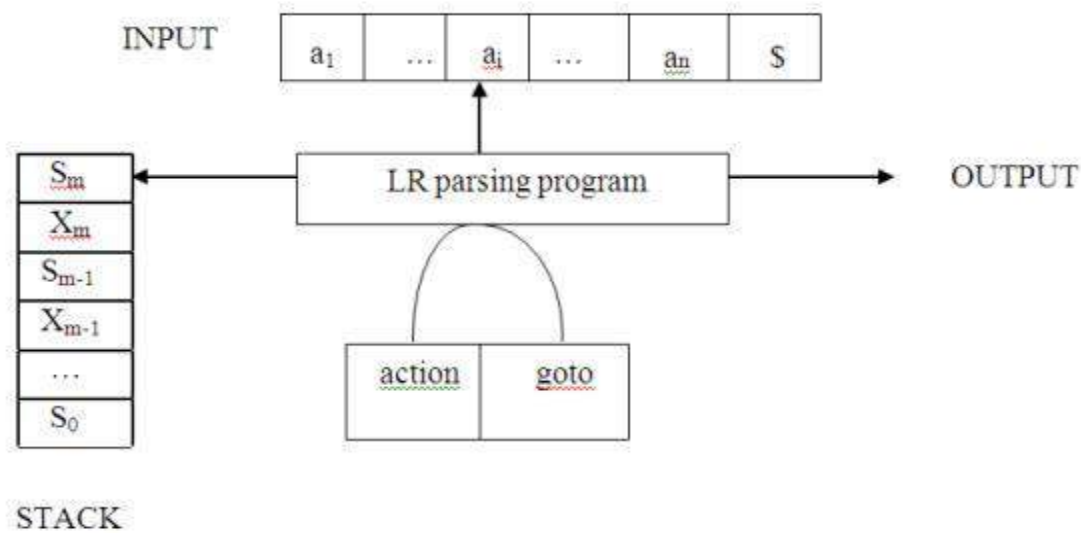 INPUT
a₁ ... aᵢ ... aₙ $
Sₘ
LR parsing program
OUTPUT
Xₘ
Sₘ₋₁
Xₘ₋₁
...
S₀
action goto
STACK